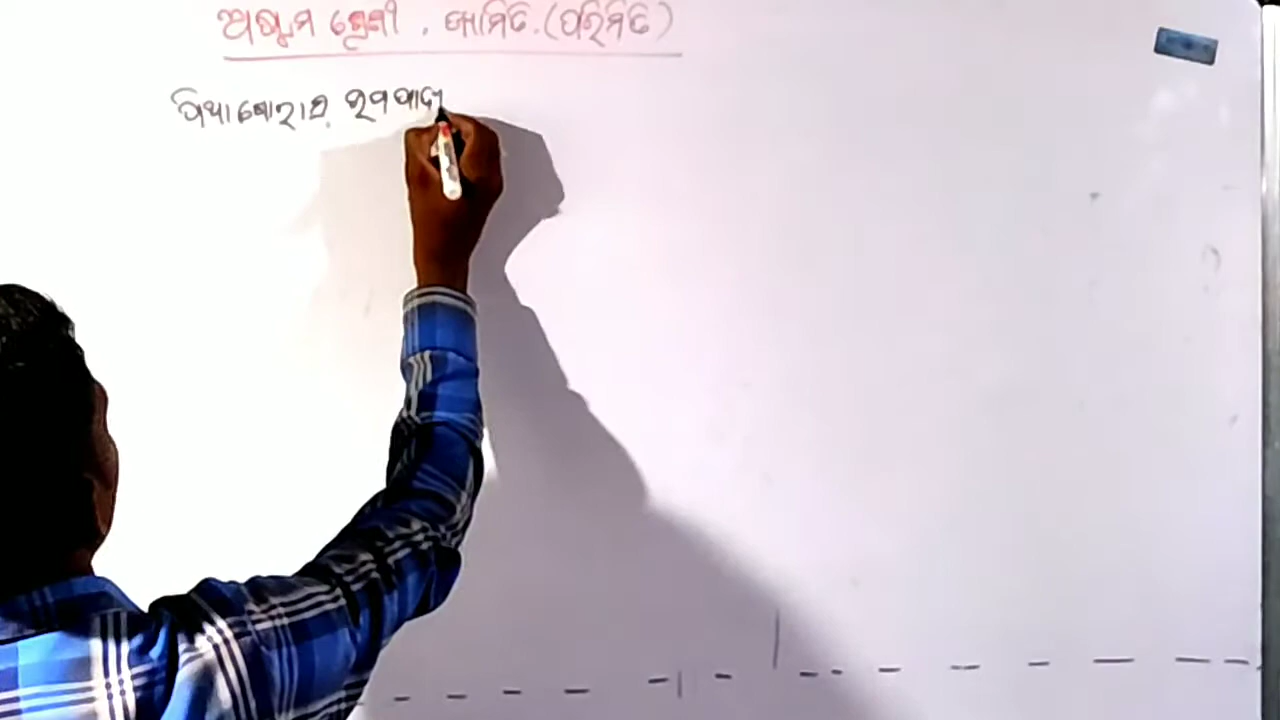 ଅଷ୍ଟମ ଶ୍ରେଣୀ . ଜ୍ୟାମିତି.(ପରିମିତି)
ପିଥାଗୋରାସ୍ ଉପପାଦ୍ୟ